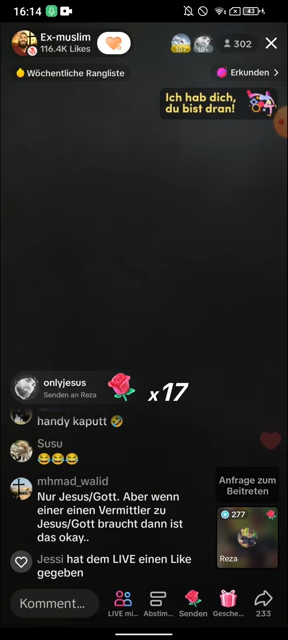 16:14
43
Ex-muslim
116.4K Likes
302
Wöchentliche Rangliste
Erkunden >
Ich hab dich,
du bist dran!
onlyjesus
Senden an Reza
x17
handy kaputt 🤣
Susu
😂😂😂
mhmad_walid
Nur Jesus/Gott. Aber wenn
einer einen Vermittler zu
Jesus/Gott braucht dann ist
das okay..
Jessi hat dem LIVE einen Like
gegeben
Anfrage zum
Beitreten
277
Reza
Komment...
LIVE mi...
Abstim...
Senden
Gesche...
233